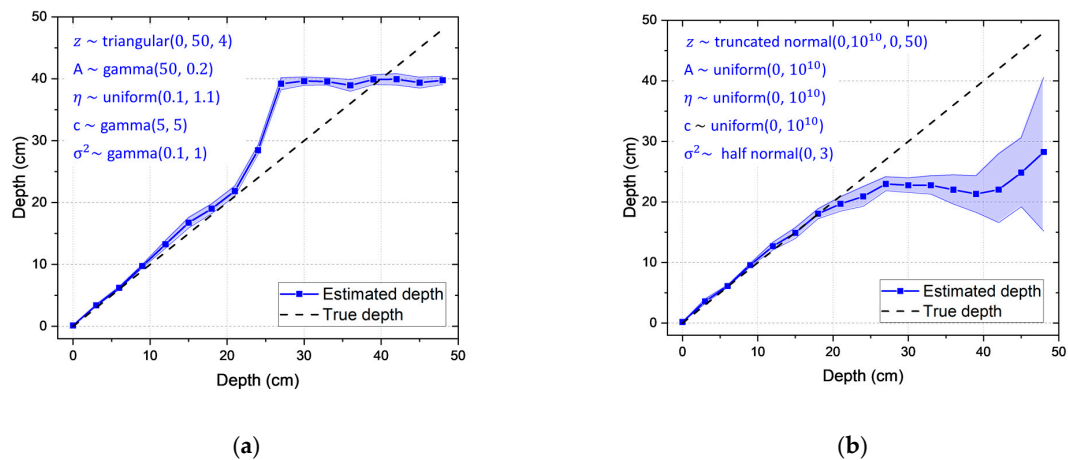 z ~ triangular(0, 50, 4)
A ~ gamma(50, 0.2)
η ~ uniform(0.1, 1.1)
c ~ gamma(5, 5)
σ² ~ gamma(0.1, 1)
50
40
30
20
10
0
Depth (cm)
Estimated depth
True depth
0 10 20 30 40 50
Depth (cm)
(a)
z ~ truncated normal(0,10¹⁰, 0, 50)
A ~ uniform(0, 10¹⁰)
η ~ uniform(0, 10¹⁰)
c ~ uniform(0, 10¹⁰)
σ² ~ half normal(0, 3)
50
40
30
20
10
0
Depth (cm)
Estimated depth
True depth
0 10 20 30 40 50
Depth (cm)
(b)